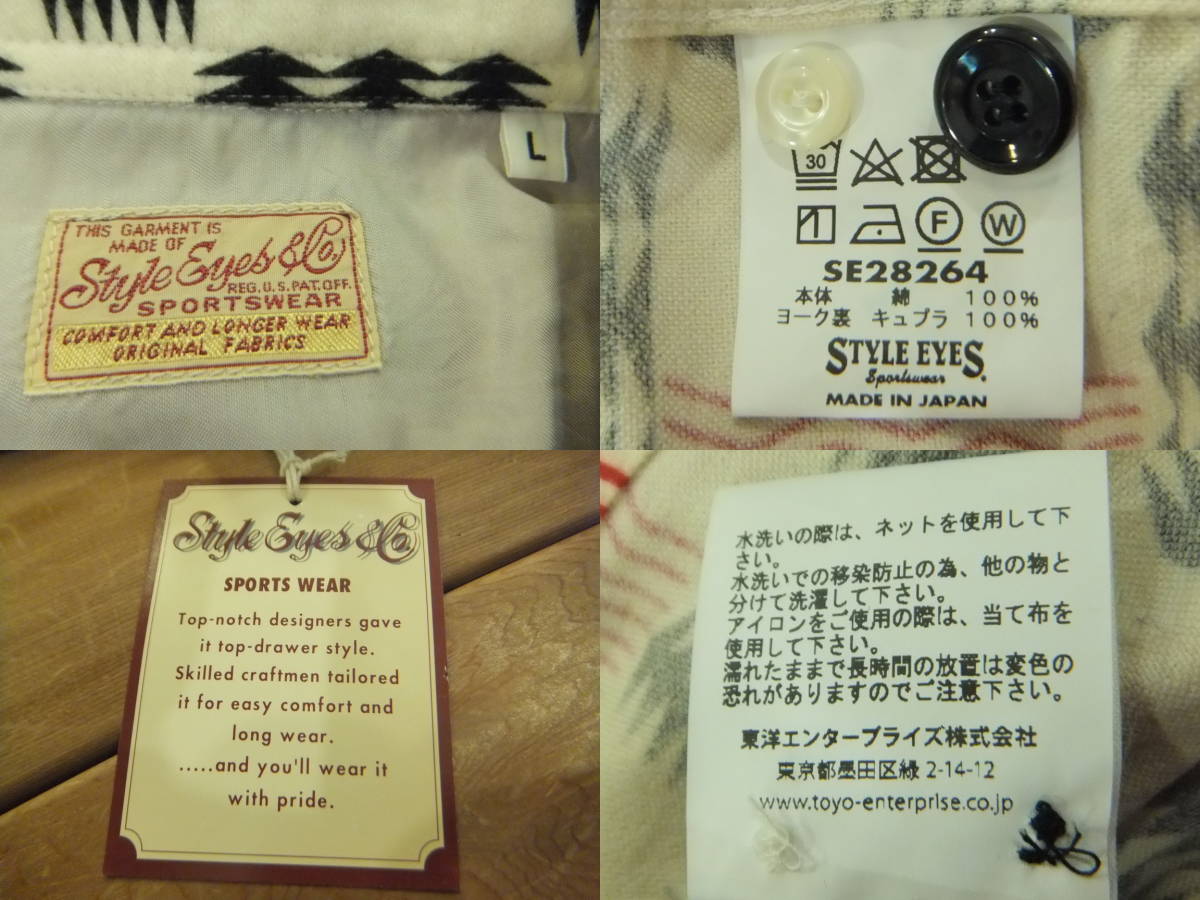 THIS GARMENT IS
MADE OF
Style Eyes & Co.
REG. U.S. PAT. OFF.
SPORTSWEAR
COMFORT AND LONGER WEAR
ORIGINAL FABRICS
L
30
F
W
SE28264
本体 綿 100%
ヨーク裏 キュプラ 100%
STYLE EYES.
Sportswear
MADE IN JAPAN
Style Eyes & Co.
SPORTS WEAR
Top-notch designers gave
it top-drawer style.
Skilled craftmen tailored
it for easy comfort and
long wear.
.....and you'll wear it
with pride.
水洗いの際は、ネットを使用して下
さい。
水洗いでの移染防止の為、他の物と
分けて洗濯して下さい。
アイロンをご使用の際は、当て布を
使用して下さい。
濡れたままで長時間の放置は変色の
恐れがありますのでご注意下さい。
東洋エンタープライズ株式会社
東京都墨田区緑 2-14-12
www.toyo-enterprise.co.jp